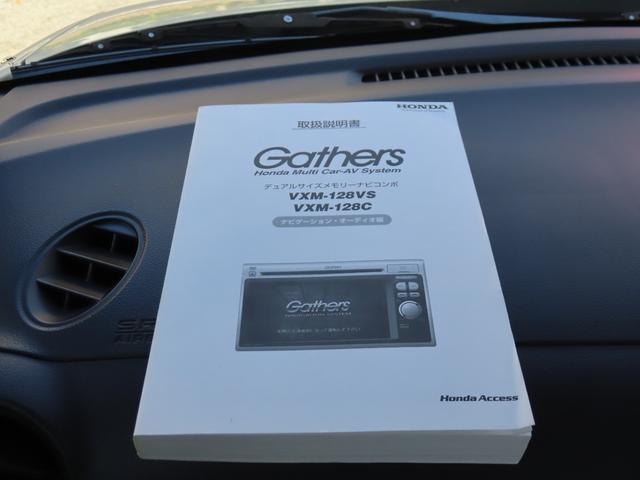 取扱説明書
HONDA
Gathers
Honda Multi Car-AV System
デュアルサイズメモリーナビコンポ
VXM-128VS
VXM-128C
ナビゲーション・オーディオ編
Gathers
Honda Access
SRS
AIRBAG